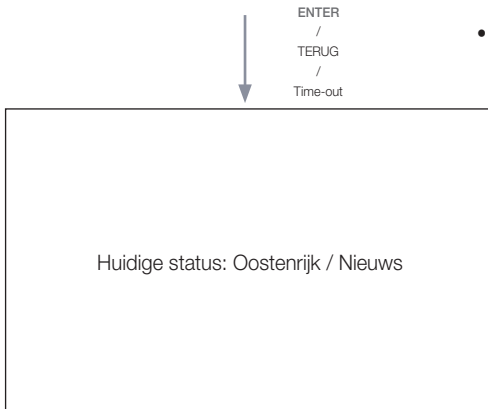 ENTER
/
TERUG
/
Time-out
•
Huidige status: Oostenrijk / Nieuws